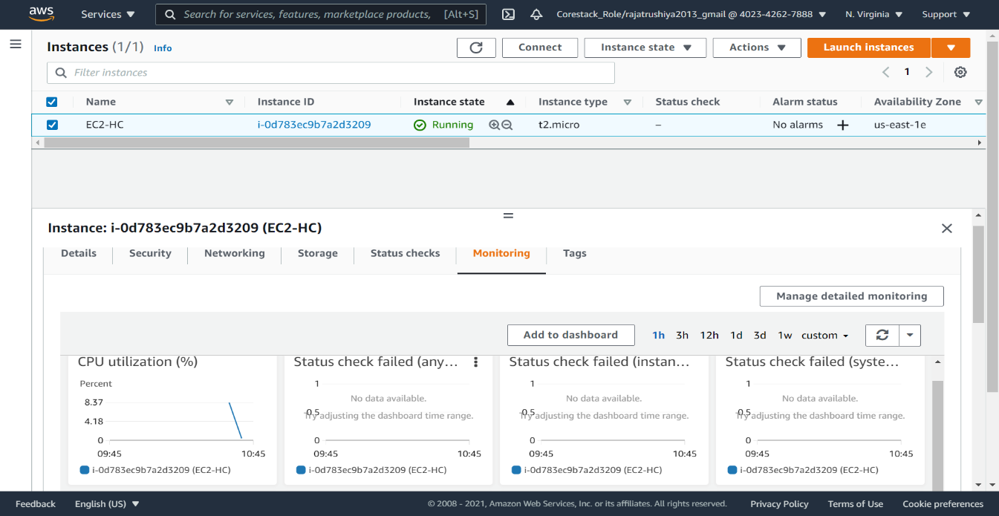 aws Services Search for services, features, marketplace products, [Alt+S] Corestack_Role/rajatrushiya2013_gmail @ 4023-4262-7888 N. Virginia Support
Instances (1/1) Info Connect Instance state Actions Launch instances
Filter instances 1
Name Instance ID Instance state Instance type Status check Alarm status Availability Zone
EC2-HC i-0d783ec9b7a2d3209 Running t2.micro – No alarms us-east-1e
Instance: i-0d783ec9b7a2d3209 (EC2-HC)
Details Security Networking Storage Status checks Monitoring Tags
Manage detailed monitoring
Add to dashboard 1h 3h 12h 1d 3d 1w custom
CPU utilization (%) Status check failed (any... Status check failed (instan... Status check failed (syste...
Percent 1 1 1
8.37 No data available. No data available. No data available.
0.5 Try adjusting the dashboard time range. 0.5 Try adjusting the dashboard time range. 0.5 Try adjusting the dashboard time range.
4.18
0 0 0 0
09:45 10:45 09:45 10:45 09:45 10:45 09:45 10:45
i-0d783ec9b7a2d3209 (EC2-HC) i-0d783ec9b7a2d3209 (EC2-HC) i-0d783ec9b7a2d3209 (EC2-HC) i-0d783ec9b7a2d3209 (EC2-HC)
Feedback English (US) © 2008 - 2021, Amazon Web Services, Inc. or its affiliates. All rights reserved. Privacy Policy Terms of Use Cookie preferences